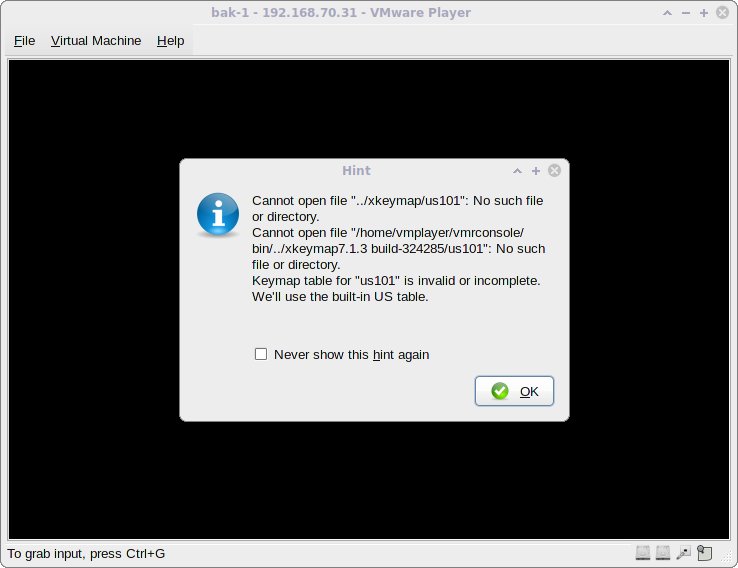 bak-1 - 192.168.70.31 - VMware Player
File Virtual Machine Help
Hint
Cannot open file "../xkeymap/us101": No such file
or directory.
Cannot open file "/home/vmplayer/vmrconsole/
bin/../xkeymap7.1.3 build-324285/us101": No such
file or directory.
Keymap table for "us101" is invalid or incomplete.
We'll use the built-in US table.
Never show this hint again
OK
To grab input, press Ctrl+G